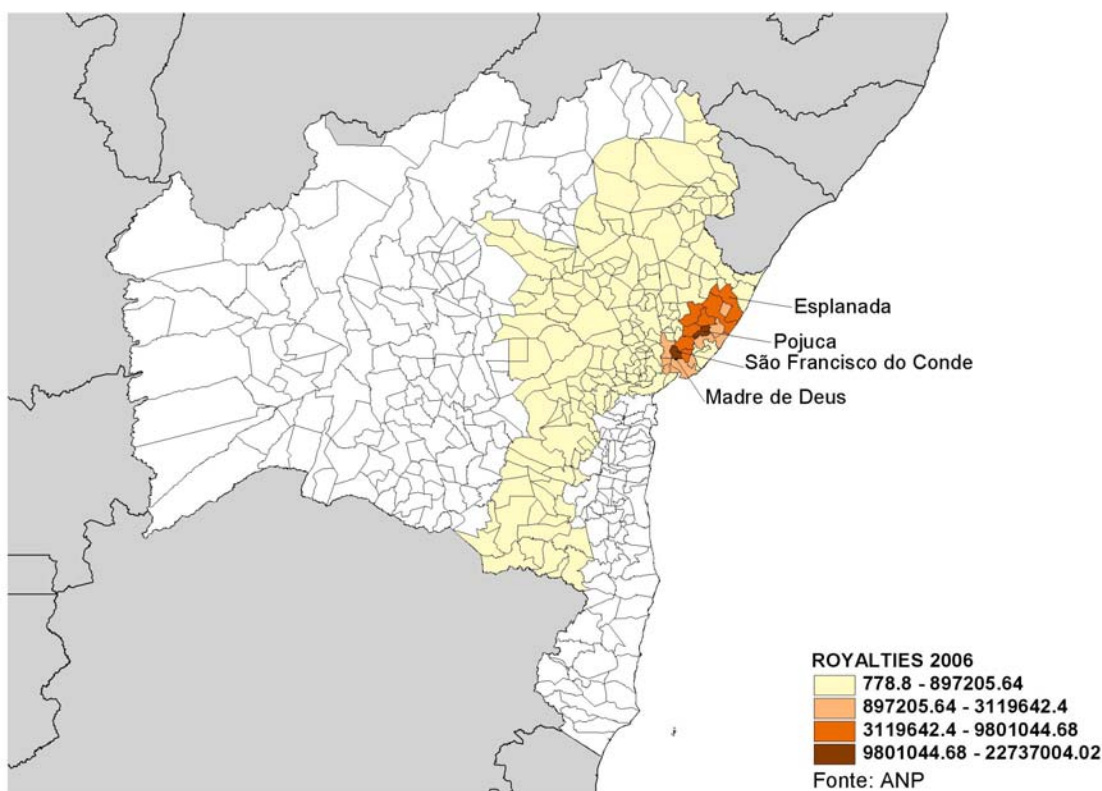 Esplanada
Pojuca
São Francisco do Conde
Madre de Deus
ROYALTIES 2006
778.8 - 897205.64
897205.64 - 3119642.4
3119642.4 - 9801044.68
9801044.68 - 22737004.02
Fonte: ANP